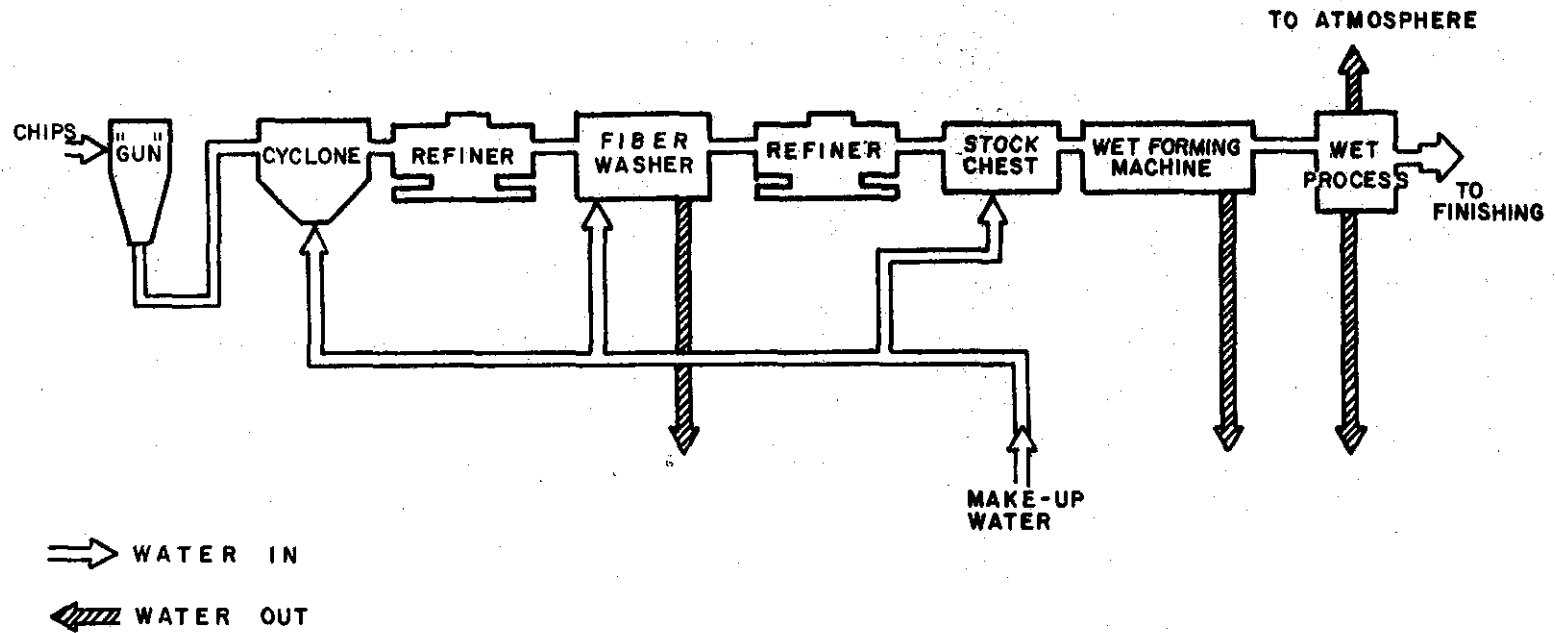 TO ATMOSPHERE
CHIPS
" "
GUN
CYCLONE
REFINER
FIBER
WASHER
REFINER
STOCK
CHEST
WET FORMING
MACHINE
WET
PROCESS
TO
FINISHING
MAKE-UP
WATER
WATER IN
WATER OUT